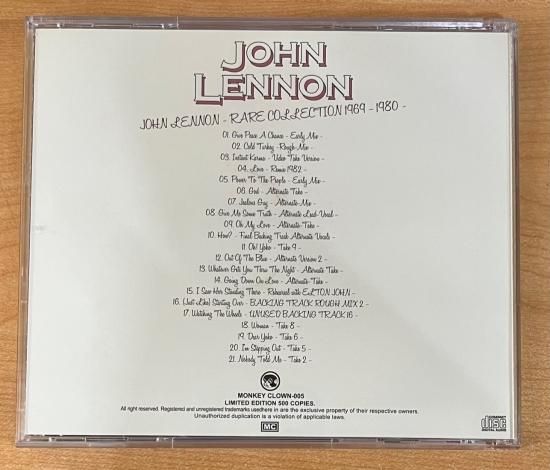 JOHN
LENNON
JOHN LENNON - RARE COLLECTION 1969 - 1980 -
01. Give Peace A Chance - Early Mix -
02. Cold Turkey -Rough Mix-
03. Instant Karma - Video Take Version -
04. Love - Remix 1982 -
05. Power To The People - Early Mix -
06. God - Alternate Take -
07. Jealous Guy - Alternate Mix -
08. Give Me Some Truth - Alternate Lead-Vocal -
09. Oh My Love - Alternate Take -
10. How? - Final Backing Track Alternate Vocals -
11. Oh! Yoko - Take 9 -
12. Out Of The Blue - Alternate Version 2 -
13. Whatever Gets You Thru The Night - Alternate Take -
14. Going Down On Love - Alternate Take-
15. I Saw Her Standing There - Rehearsal with ELTON JOHN -
16. (Just Like) Starting Over - BACKING TRACK ROUGH MIX 2 -
17. Watching The Wheels - UNUSED BACKING TRACK 16 -
18. Woman - Take 8 -
19. Dear Yoko - Take 6 -
20. I'm Stepping Out - Take 5 -
21. Nobody Told Me - Take 2 -
MONKEY CLOWN-005
LIMITED EDITION 500 COPIES.
All right reserved. Registered and unregistered trademarks usedhere in are the exclusive property of their respective owners.
Unauthorized duplication is a violation of applicable laws.
MC
COMPACT
disc
DIGITAL AUDIO